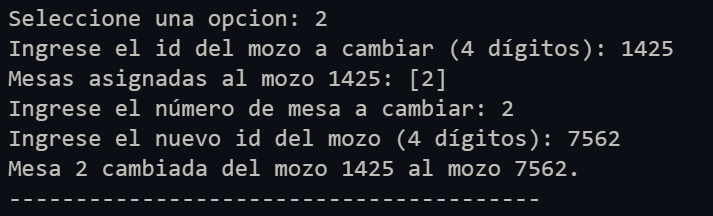 Seleccione una opcion: 2
Ingrese el id del mozo a cambiar (4 dígitos): 1425
Mesas asignadas al mozo 1425: [2]
Ingrese el número de mesa a cambiar: 2
Ingrese el nuevo id del mozo (4 dígitos): 7562
Mesa 2 cambiada del mozo 1425 al mozo 7562.
----------------------------------------